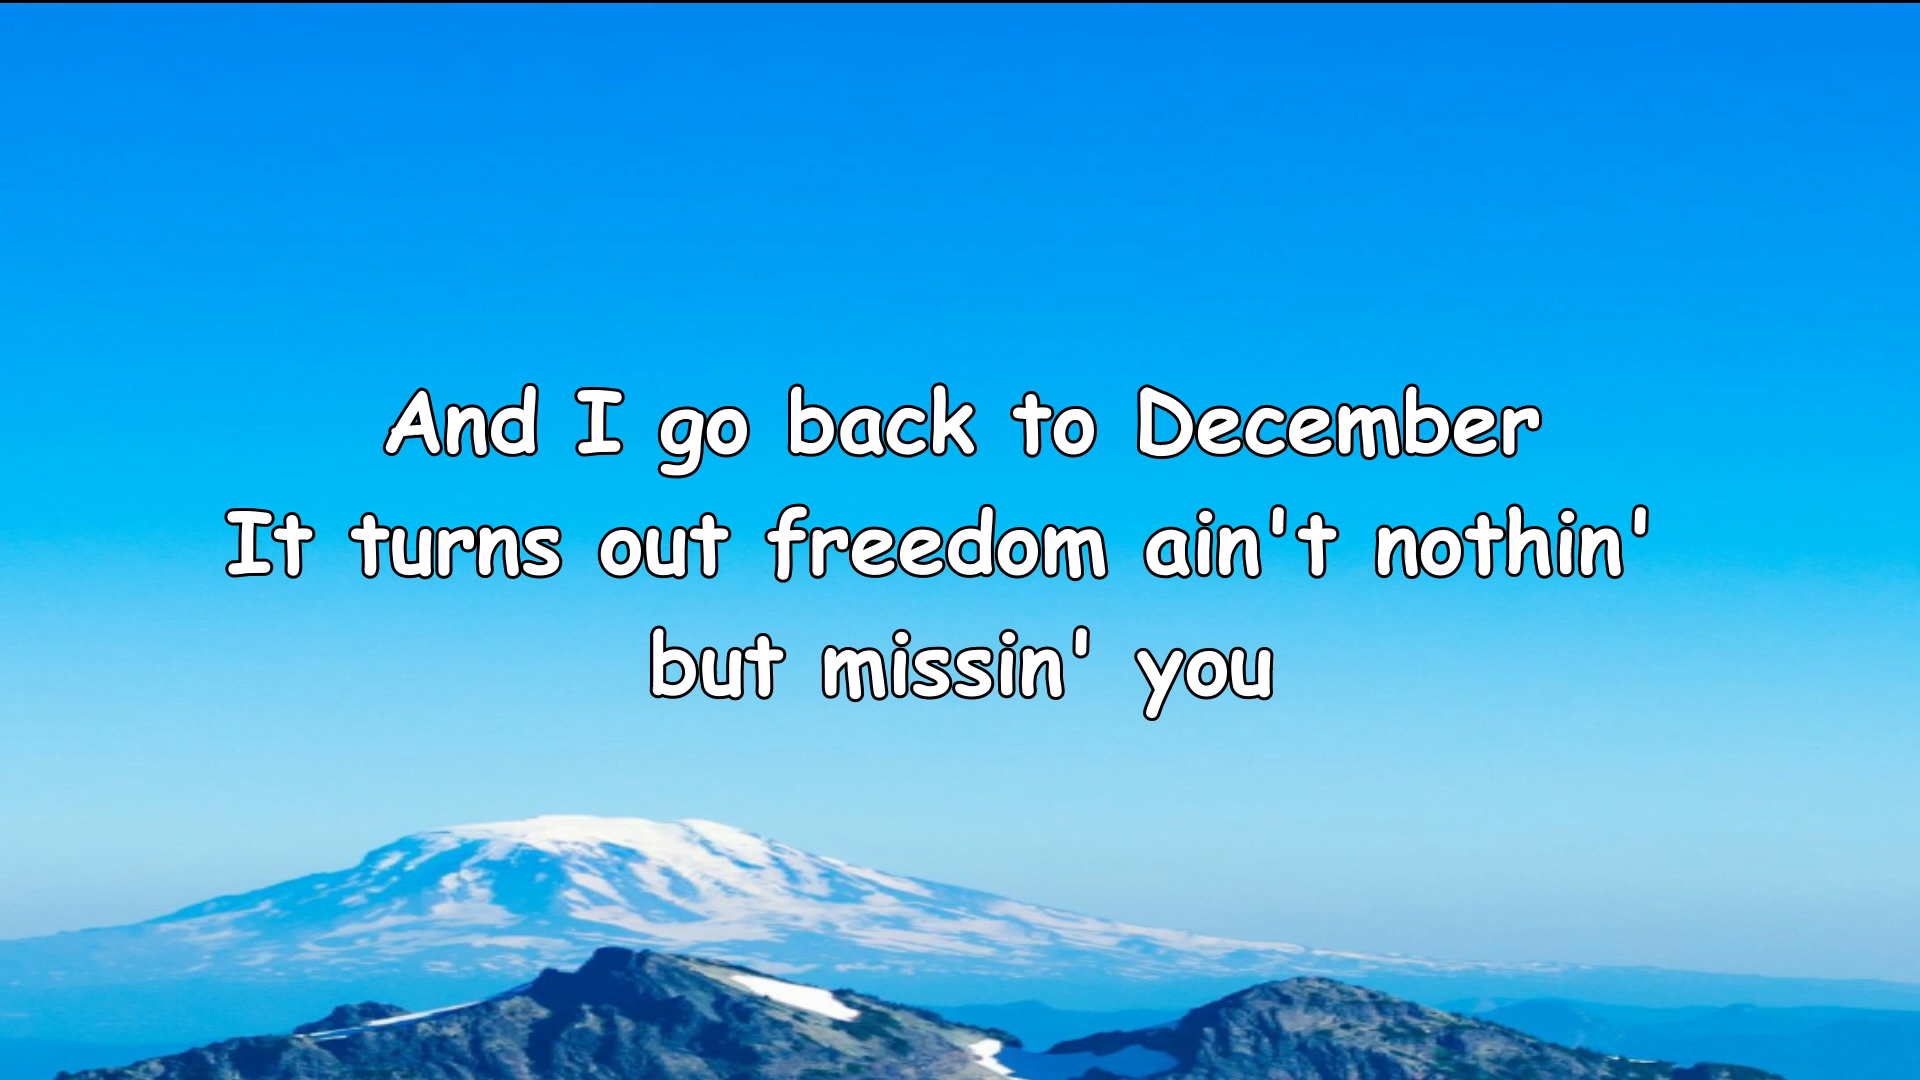 And I go back to December
It turns out freedom ain't nothin'
but missin' you